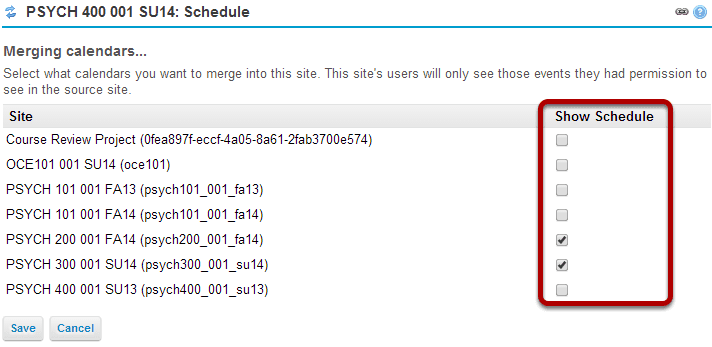 PSYCH 400 001 SU14: Schedule
Merging calendars...
Select what calendars you want to merge into this site. This site's users will only see those events they had permission to
see in the source site.
Site Show Schedule
Course Review Project (0fea897f-eccf-4a05-8a61-2fab3700e574)
OCE101 001 SU14 (oce101)
PSYCH 101 001 FA13 (psych101_001_fa13)
PSYCH 101 001 FA14 (psych101_001_fa14)
PSYCH 200 001 FA14 (psych200_001_fa14)
PSYCH 300 001 SU14 (psych300_001_su14)
PSYCH 400 001 SU13 (psych400_001_su13)
Save Cancel